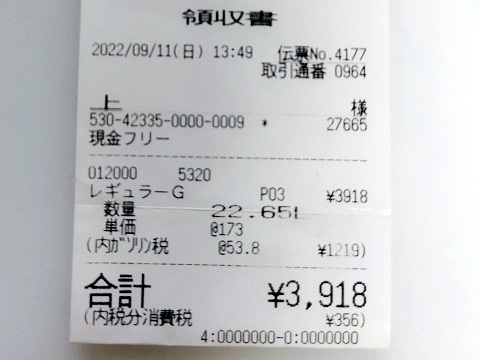 領収書
2022/09/11(日) 13:49 伝票No.4177
取引通番 0964
上 様
530-42335-0000-0009 * 27665
現金フリー
012000 5320
レギュラーG P03 ¥3918
数量 22.65L
単価 @173
(内ｶﾞｿﾘﾝ税 @53.8 ¥1219)
合計 ¥3,918
(内税分消費税 ¥356)
4:0000000-0:0000000